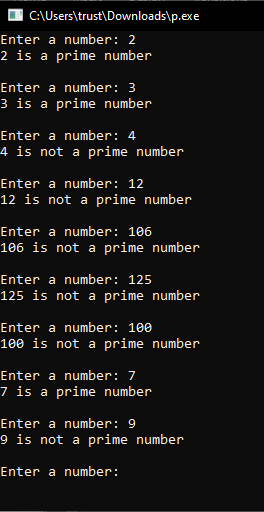 C:\Users\trust\Downloads\p.exe
Enter a number: 2
2 is a prime number
Enter a number: 3
3 is a prime number
Enter a number: 4
4 is not a prime number
Enter a number: 12
12 is not a prime number
Enter a number: 106
106 is not a prime number
Enter a number: 125
125 is not a prime number
Enter a number: 100
100 is not a prime number
Enter a number: 7
7 is a prime number
Enter a number: 9
9 is not a prime number
Enter a number: